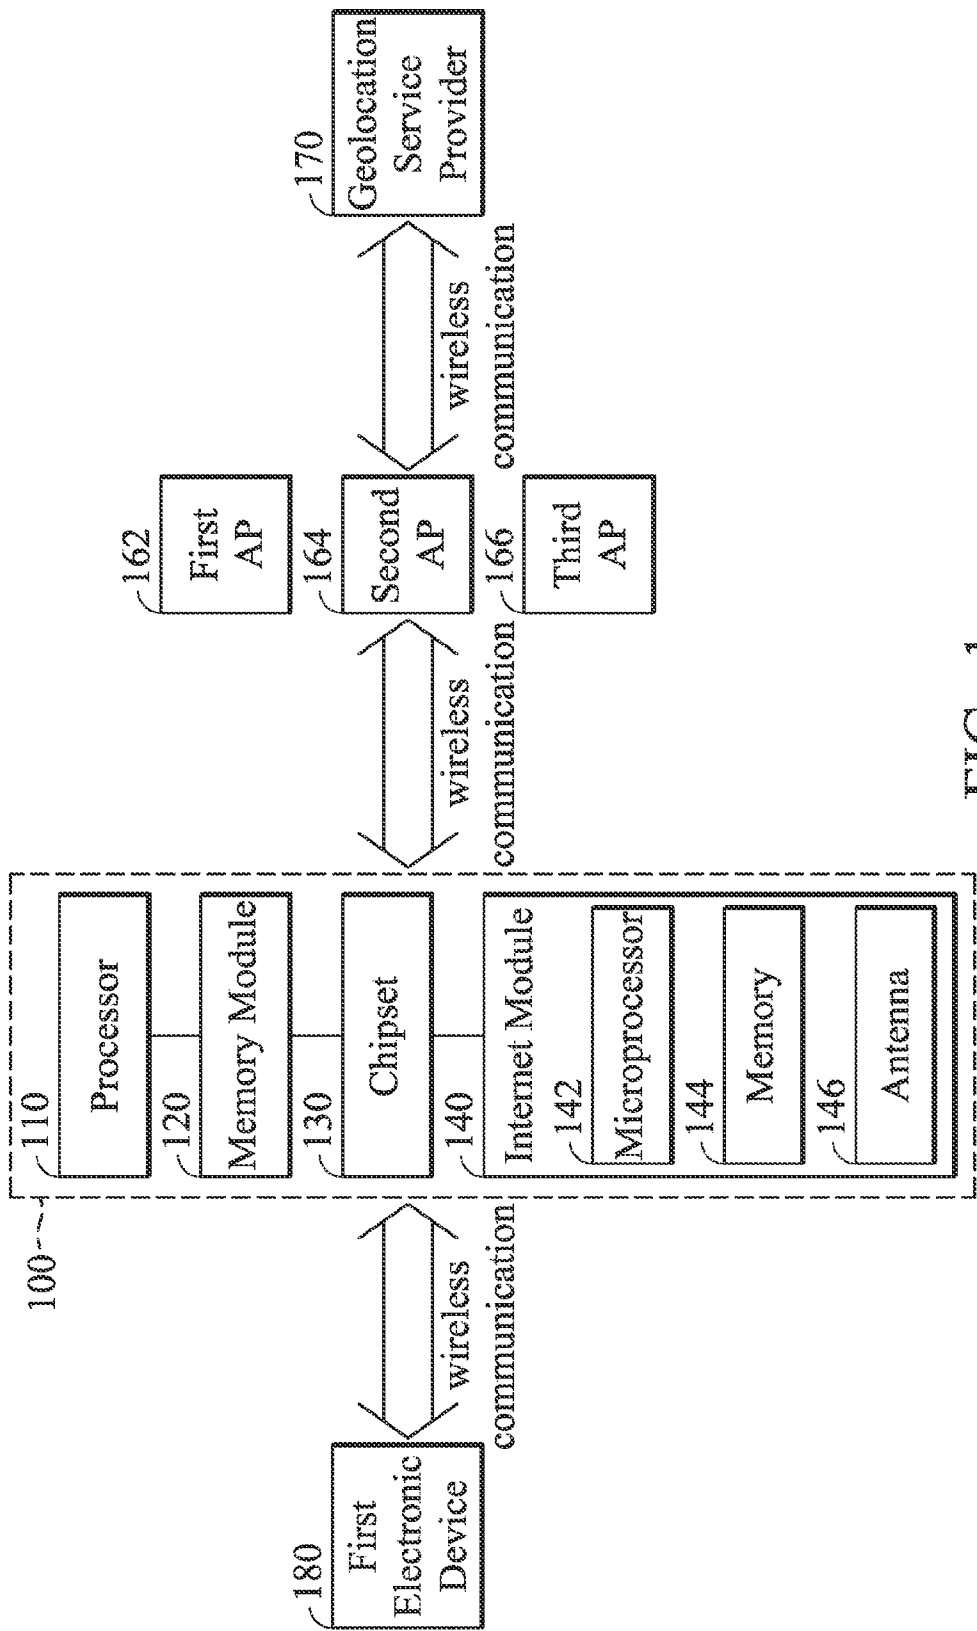 100
110
Processor
120
Memory Module
130
Chipset
140
Internet Module
142
Microprocessor
144
Memory
146
Antenna
180
First
Electronic
Device
wireless
communication
wireless
communication
162
First
AP
164
Second
AP
166
Third
AP
wireless
communication
170
Geolocation
Service
Provider
FIG. 1